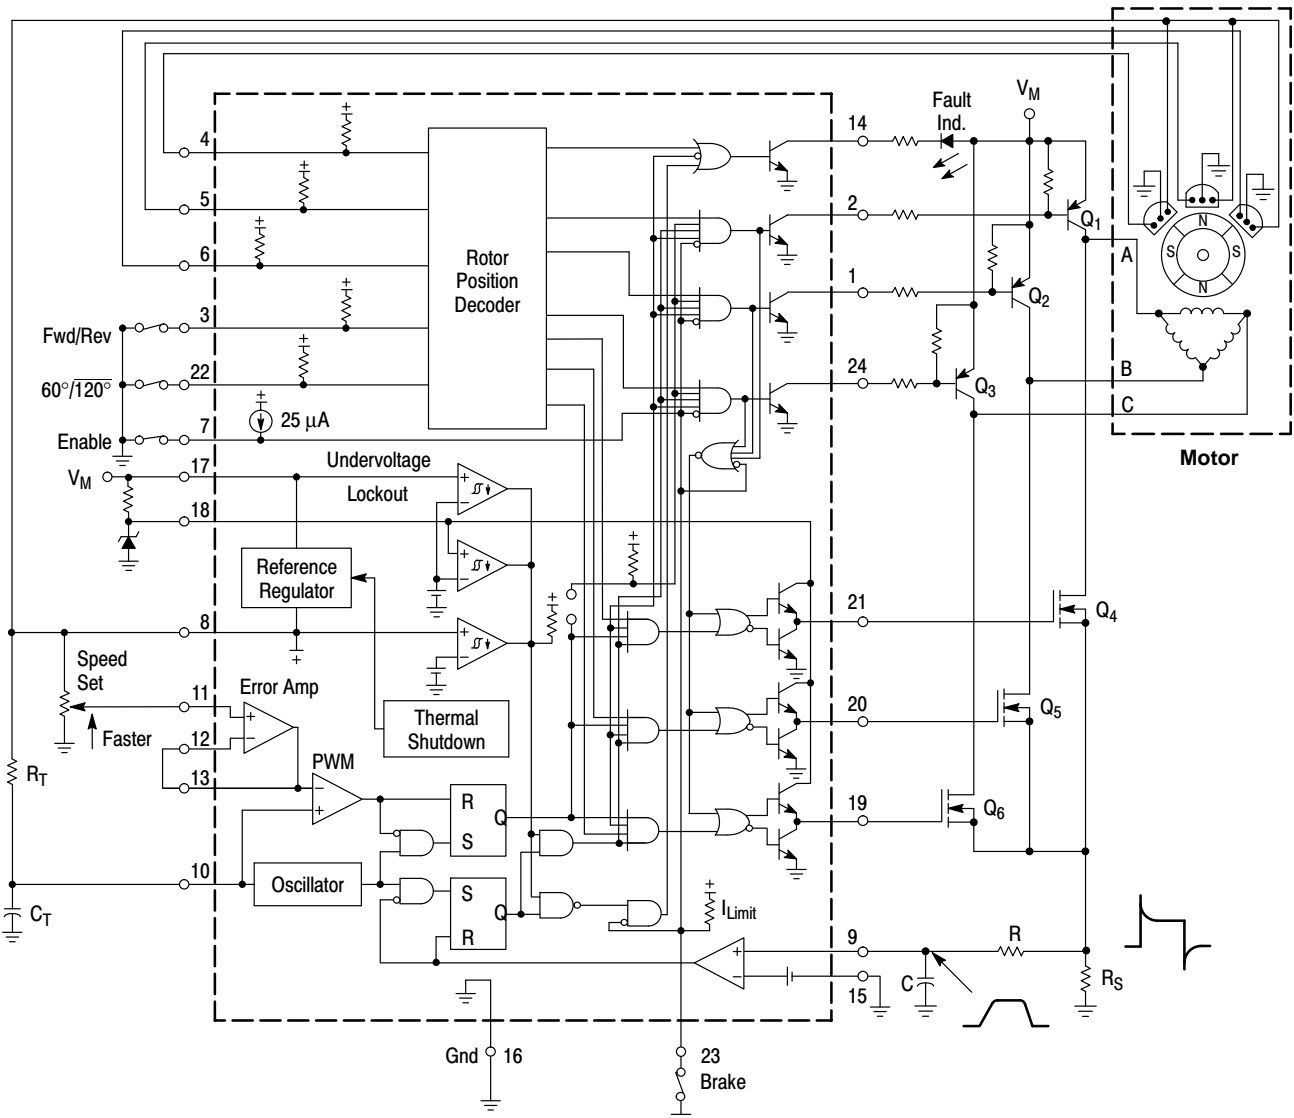 V_M
Fault
Ind.
4
14
5
2
Q1
N
S
S
N
A
6
Rotor
Position
Decoder
1
Q2
Fwd/Rev
3
60°/120°
22
24
Q3
B
C
25 μA
Enable
7
Motor
V_M
17
Undervoltage
Lockout
18
Reference
Regulator
21
Q4
8
Speed
Set
Error Amp
11
Faster
12
Thermal
Shutdown
20
Q5
R_T
13
PWM
R
Q
S
19
Q6
10
Oscillator
S
Q
R
C_T
I_Limit
9
R
C
15
R_S
Gnd
16
23
Brake